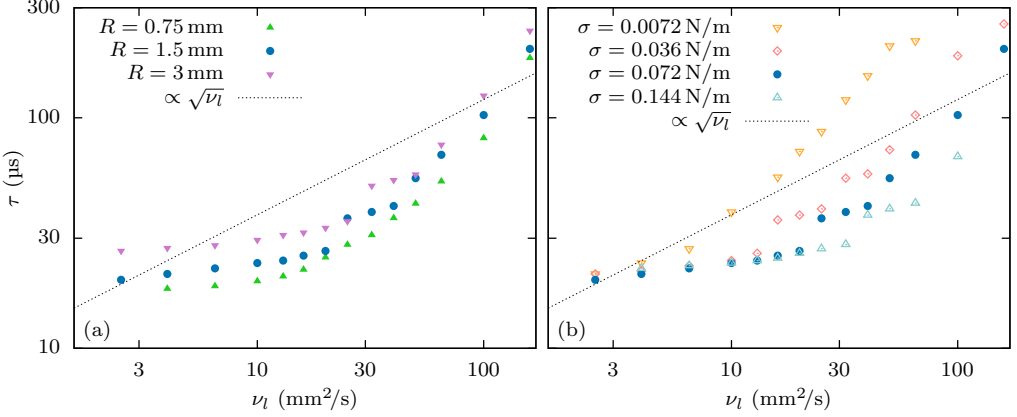 300
100
30
10
τ (µs)
R = 0.75 mm
R = 1.5 mm
R = 3 mm
∝ √ν_l
(a)
3 10 30 100
ν_l (mm²/s)
σ = 0.0072 N/m
σ = 0.036 N/m
σ = 0.072 N/m
σ = 0.144 N/m
∝ √ν_l
(b)
3 10 30 100
ν_l (mm²/s)